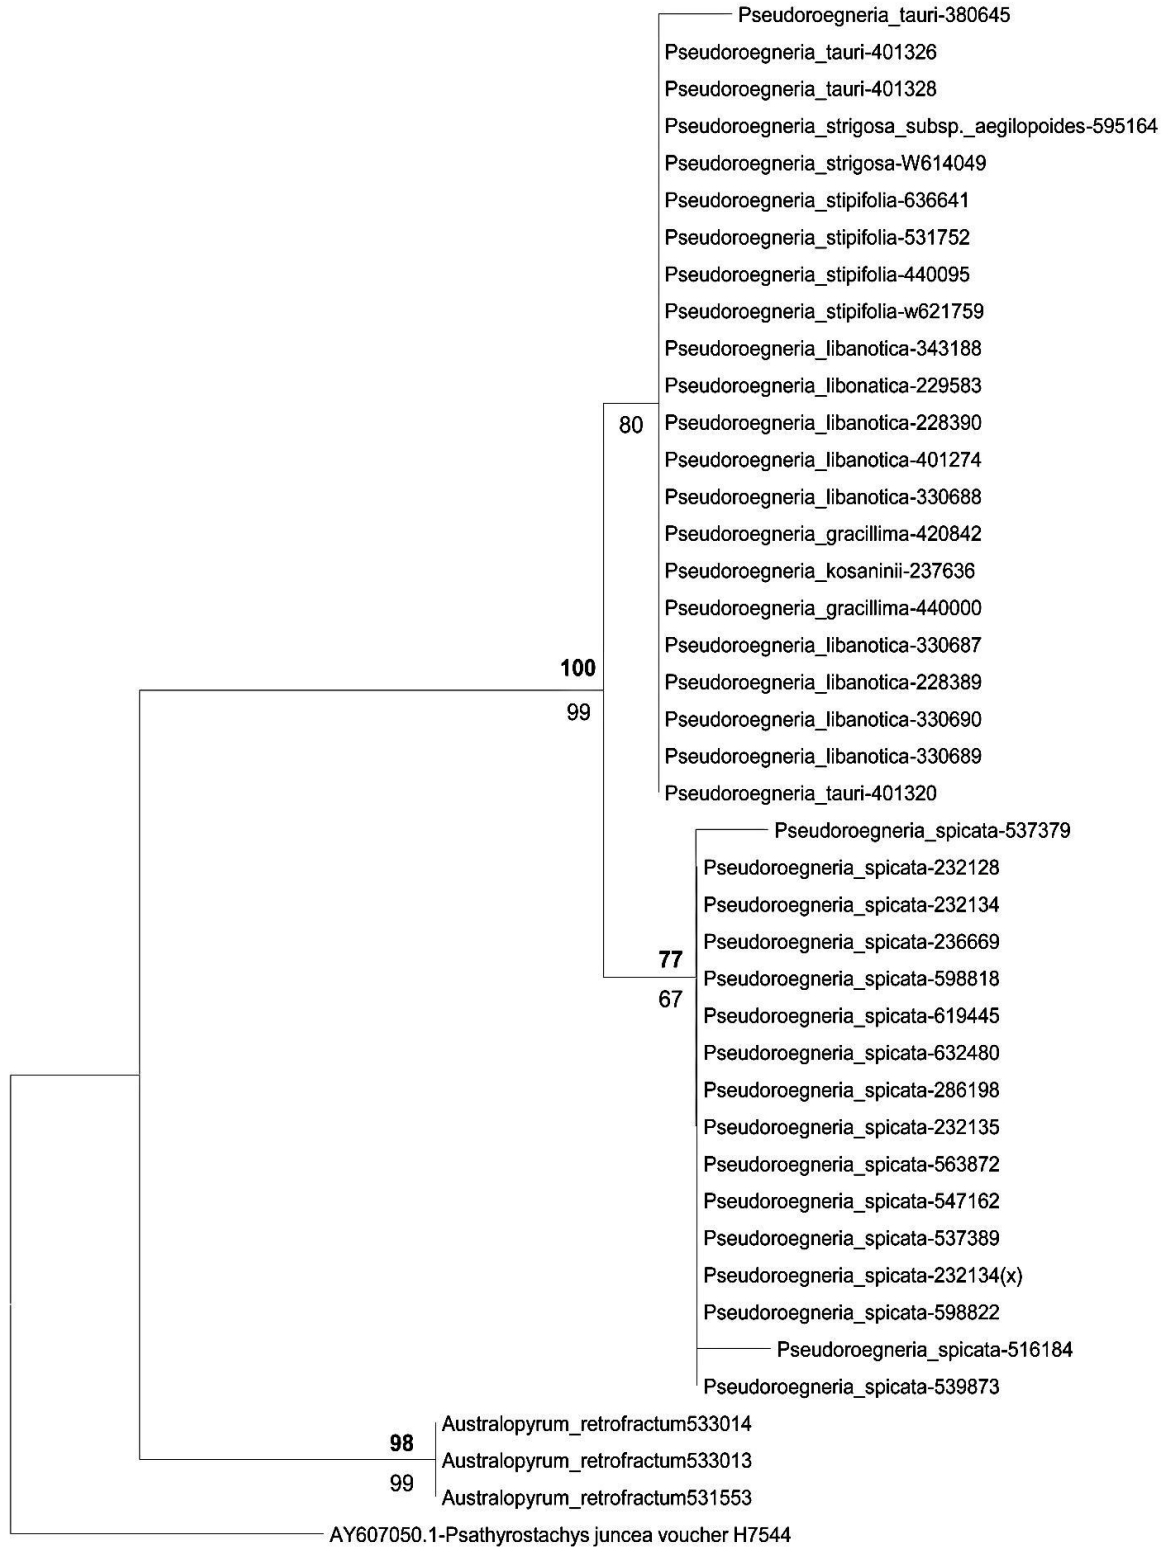 Pseudoroegneria_tauri-380645
Pseudoroegneria_tauri-401326
Pseudoroegneria_tauri-401328
Pseudoroegneria_strigosa_subsp._aegilopoides-595164
Pseudoroegneria_strigosa-W614049
Pseudoroegneria_stipifolia-636641
Pseudoroegneria_stipifolia-531752
Pseudoroegneria_stipifolia-440095
Pseudoroegneria_stipifolia-w621759
Pseudoroegneria_libanotica-343188
Pseudoroegneria_libonatica-229583
Pseudoroegneria_libanotica-228390
80
Pseudoroegneria_libanotica-401274
Pseudoroegneria_libanotica-330688
Pseudoroegneria_gracillima-420842
Pseudoroegneria_kosaninii-237636
Pseudoroegneria_gracillima-440000
Pseudoroegneria_libanotica-330687
100
Pseudoroegneria_libanotica-228389
99
Pseudoroegneria_libanotica-330690
Pseudoroegneria_libanotica-330689
Pseudoroegneria_tauri-401320
Pseudoroegneria_spicata-537379
Pseudoroegneria_spicata-232128
Pseudoroegneria_spicata-232134
Pseudoroegneria_spicata-236669
77
Pseudoroegneria_spicata-598818
67
Pseudoroegneria_spicata-619445
Pseudoroegneria_spicata-632480
Pseudoroegneria_spicata-286198
Pseudoroegneria_spicata-232135
Pseudoroegneria_spicata-563872
Pseudoroegneria_spicata-547162
Pseudoroegneria_spicata-537389
Pseudoroegneria_spicata-232134(x)
Pseudoroegneria_spicata-598822
Pseudoroegneria_spicata-516184
Pseudoroegneria_spicata-539873
Australopyrum_retrofractum533014
98
Australopyrum_retrofractum533013
99
Australopyrum_retrofractum531553
AY607050.1-Psathyrostachys juncea voucher H7544